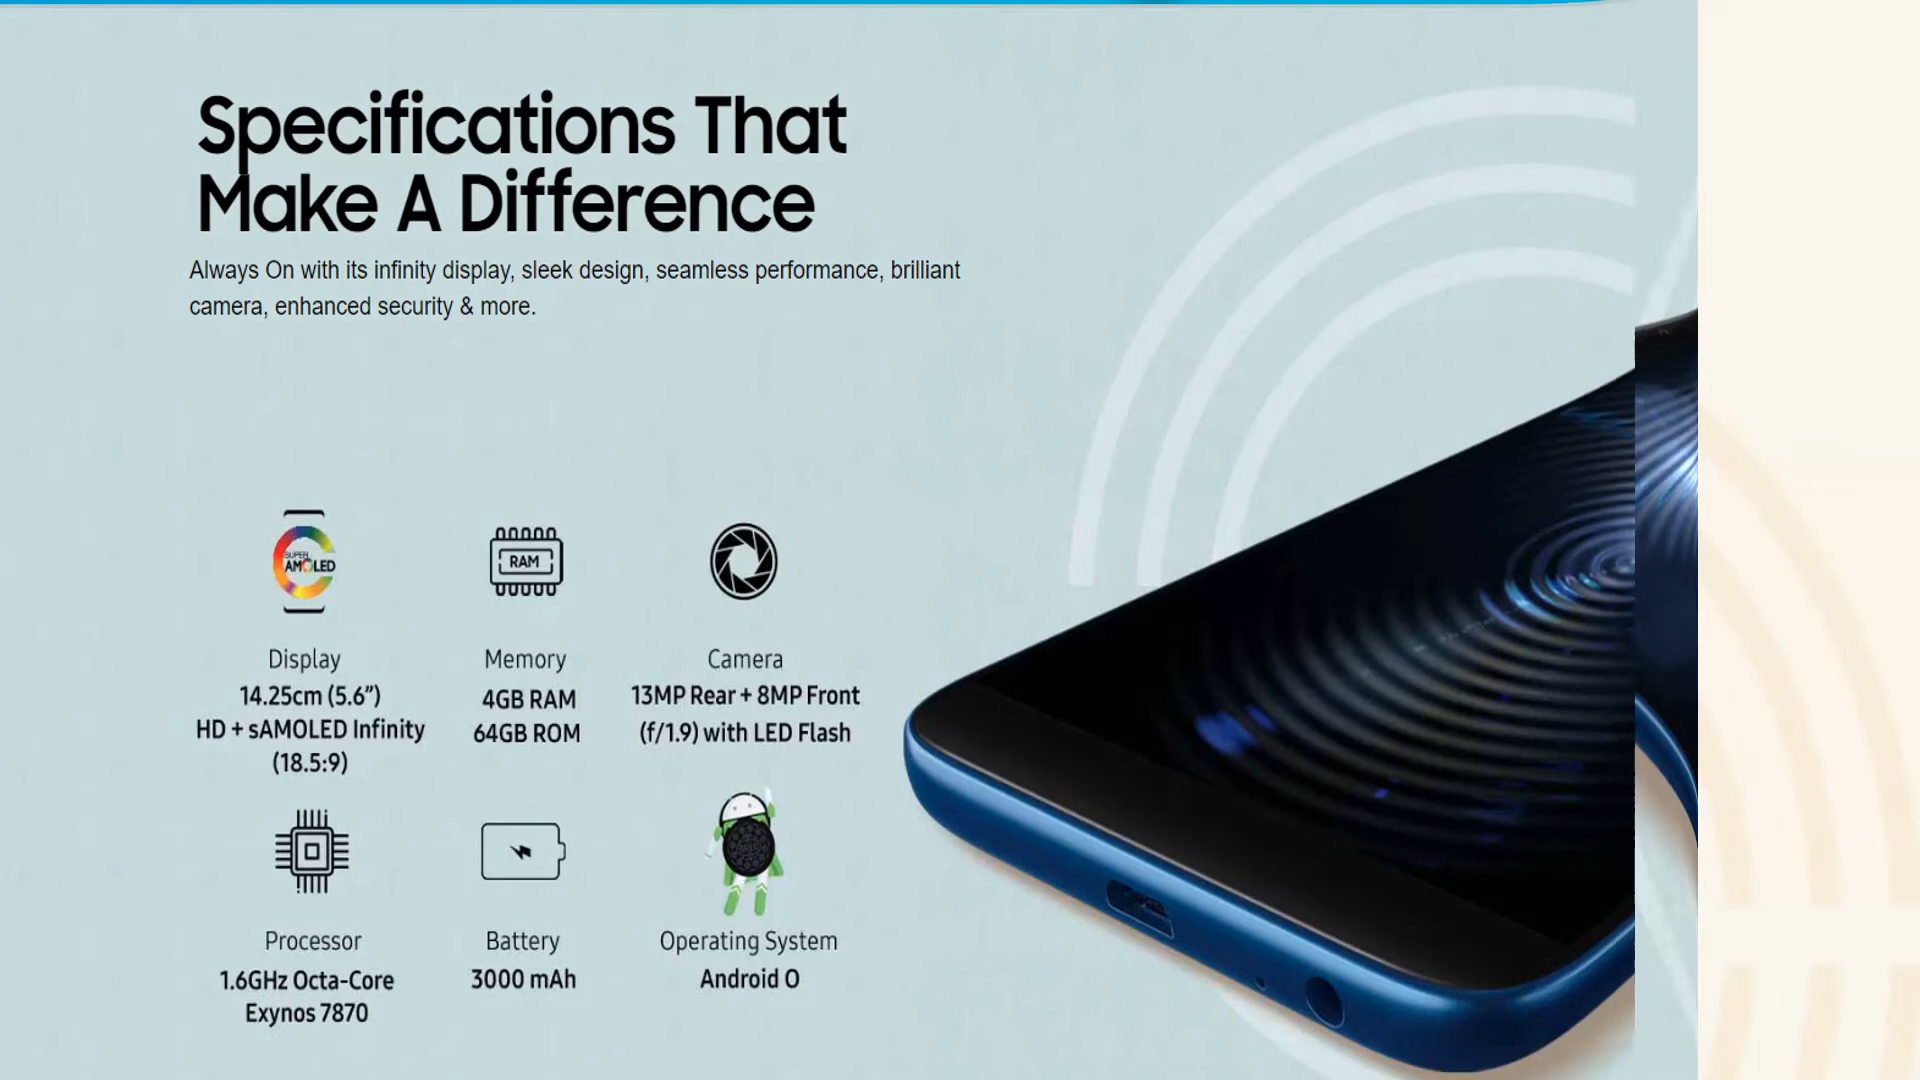 Specifications That
Make A Difference
Always On with its infinity display, sleek design, seamless performance, brilliant
camera, enhanced security & more.
SUPER
AMOLED
RAM
Display
Memory
Camera
14.25cm (5.6”)
HD + sAMOLED Infinity
(18.5:9)
4GB RAM
64GB ROM
13MP Rear + 8MP Front
(f/1.9) with LED Flash
Processor
Battery
Operating System
1.6GHz Octa-Core
Exynos 7870
3000 mAh
Android O